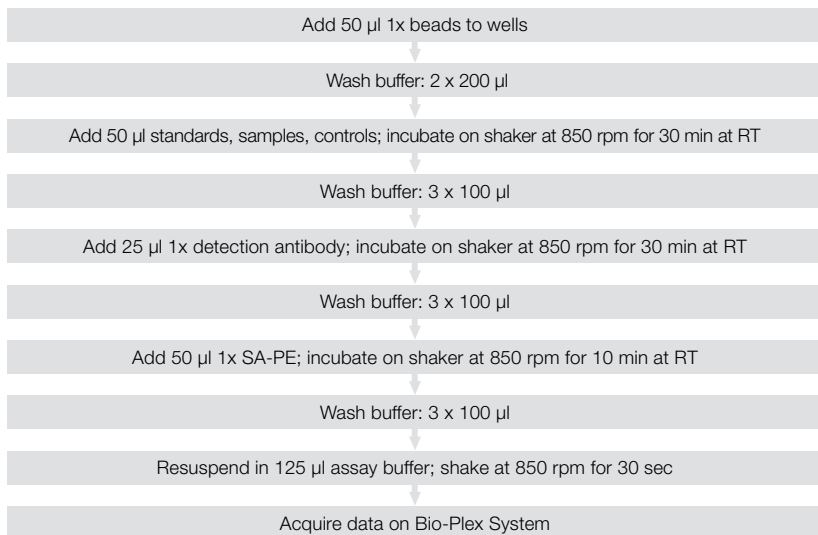 Add 50 µl 1x beads to wells
Wash buffer: 2 x 200 µl
Add 50 µl standards, samples, controls; incubate on shaker at 850 rpm for 30 min at RT
Wash buffer: 3 x 100 µl
Add 25 µl 1x detection antibody; incubate on shaker at 850 rpm for 30 min at RT
Wash buffer: 3 x 100 µl
Add 50 µl 1x SA-PE; incubate on shaker at 850 rpm for 10 min at RT
Wash buffer: 3 x 100 µl
Resuspend in 125 µl assay buffer; shake at 850 rpm for 30 sec
Acquire data on Bio-Plex System